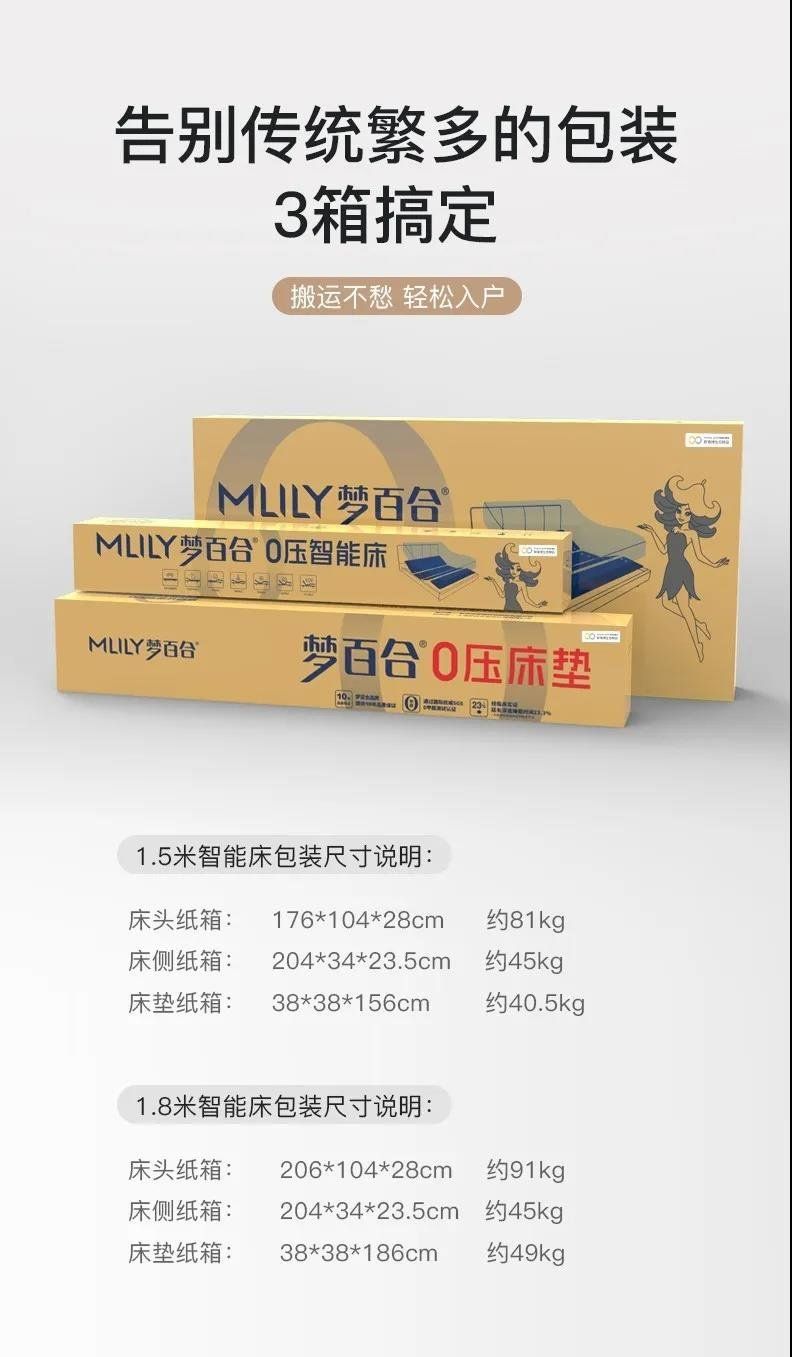 告别传统繁多的包装
3箱搞定
搬运不愁 轻松入户
MLILY梦百合®
MLILY梦百合® 0压智能床
MLILY梦百合®
梦百合® 0压床垫
1.5米智能床包装尺寸说明:
床头纸箱: 176*104*28cm 约81kg
床侧纸箱: 204*34*23.5cm 约45kg
床垫纸箱: 38*38*156cm 约40.5kg
1.8米智能床包装尺寸说明:
床头纸箱: 206*104*28cm 约91kg
床侧纸箱: 204*34*23.5cm 约45kg
床垫纸箱: 38*38*186cm 约49kg